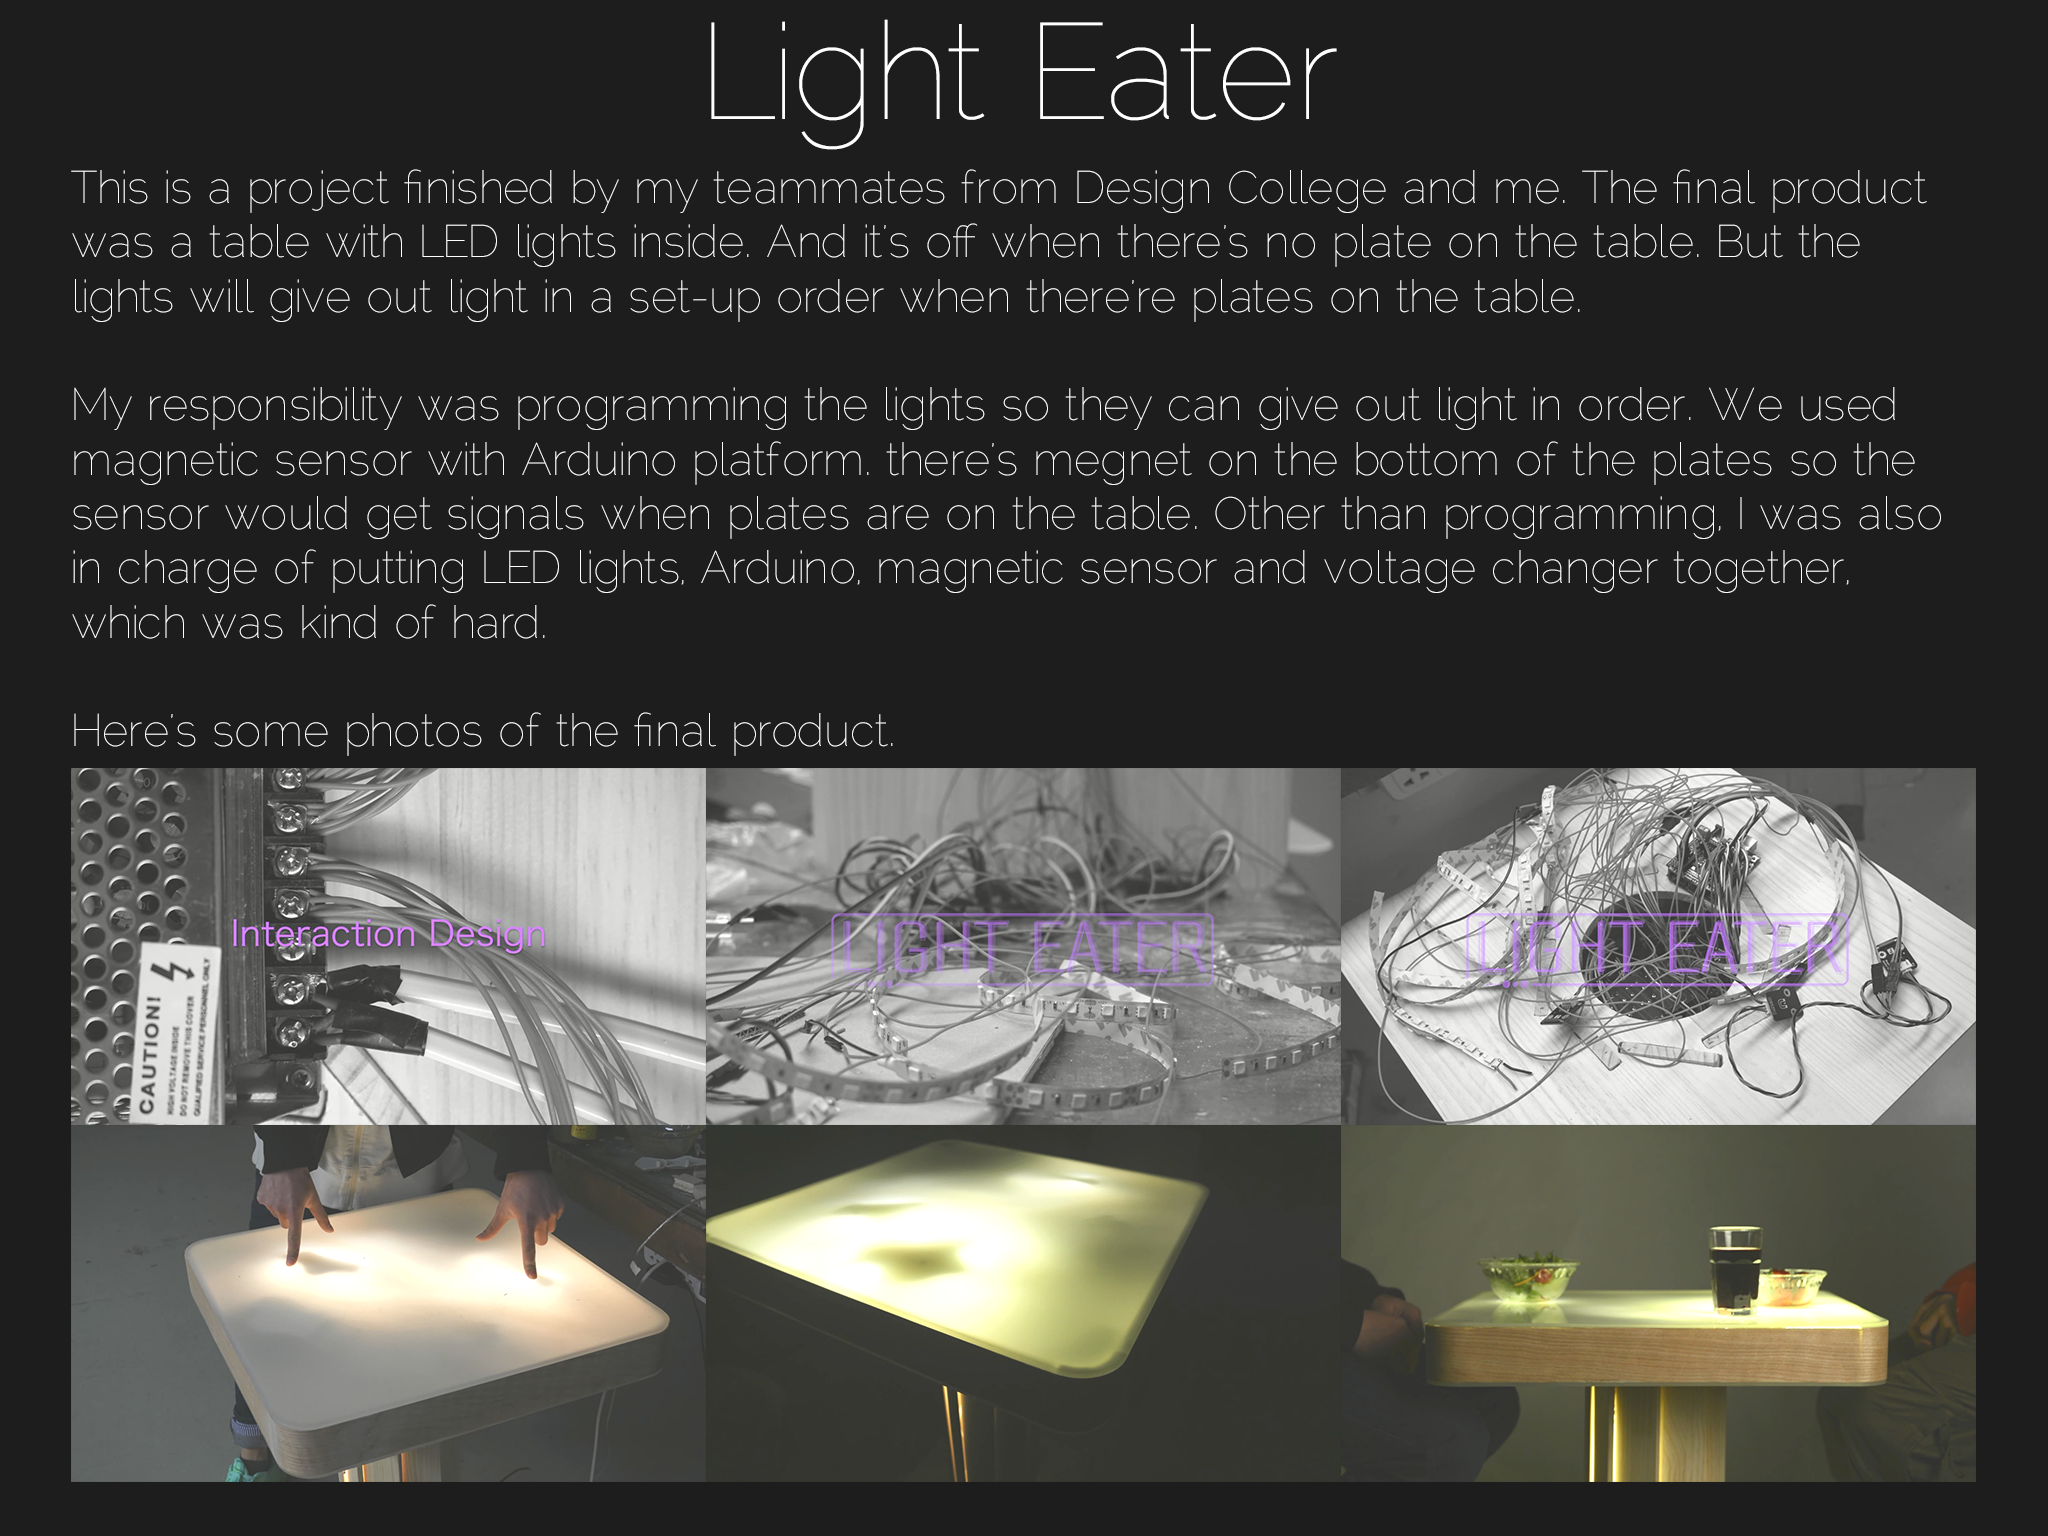 Light Eater
This is a project finished by my teammates from Design College and me. The final product
was a table with LED lights inside. And it's off when there's no plate on the table. But the
lights will give out light in a set-up order when there're plates on the table.
My responsibility was programming the lights so they can give out light in order. We used
magnetic sensor with Arduino platform. there's megnet on the bottom of the plates so the
sensor would get signals when plates are on the table. Other than programming, I was also
in charge of putting LED lights, Arduino, magnetic sensor and voltage changer together,
which was kind of hard.
Here's some photos of the final product.
Interaction Design
CAUTION!
HIGH VOLTAGE INSIDE
DO NOT REMOVE THIS COVER
QUALIFIED SERVICE PERSONNEL ONLY
LIGHT EATER
LIGHT EATER